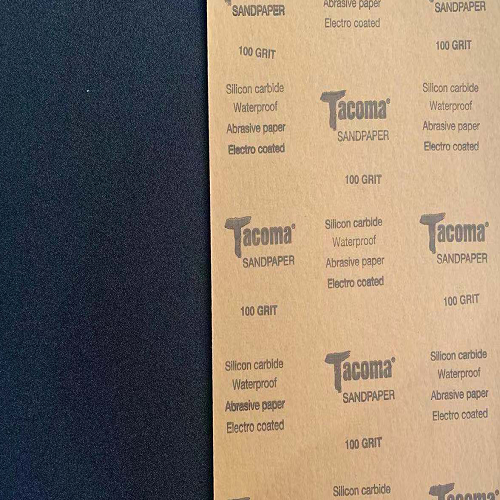 SANDPAPER
100 GRIT
Silicon carbide
Waterproof
Abrasive paper
Electro coated
Tacoma®
SANDPAPER
100 GRIT
Silicon carbide
Waterproof
Abrasive paper
Electro coated
Abrasive paper
Electro coated
Tacoma®
SANDPAPER
100 GRIT
Silicon carbide
Waterproof
Abrasive paper
Electro coated
Tacoma®
SANDPAPER
100 GRIT
Silicon carbide
SANDPAPER
100 GRIT
Silicon carbide
Waterproof
Abrasive paper
Electro coated
Tacoma®
SANDPAPER
100 GRIT
Silicon carbide
Waterproof
Abrasive paper
Electro coated
Tacoma®